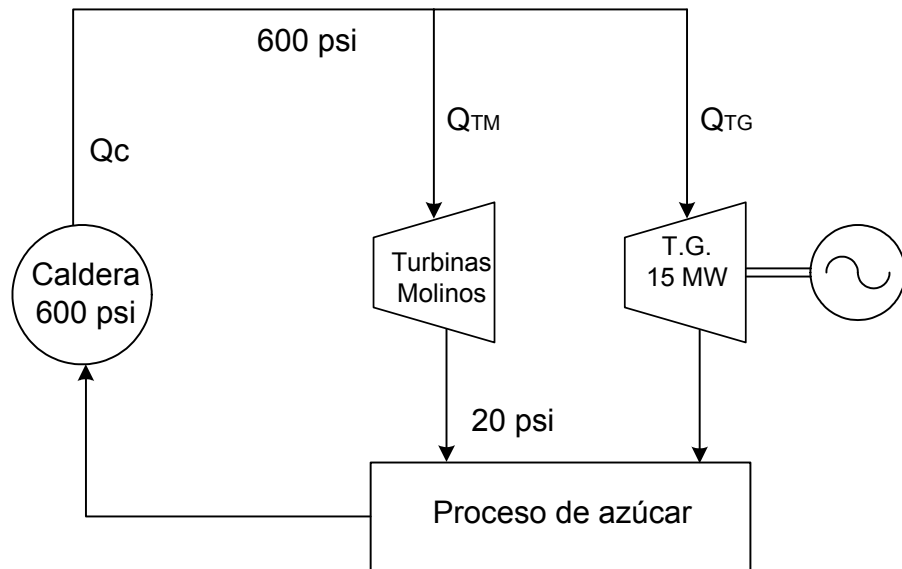 600 psi
QTM
QTG
Qc
Caldera
600 psi
Turbinas
Molinos
T.G.
15 MW
20 psi
Proceso de azúcar